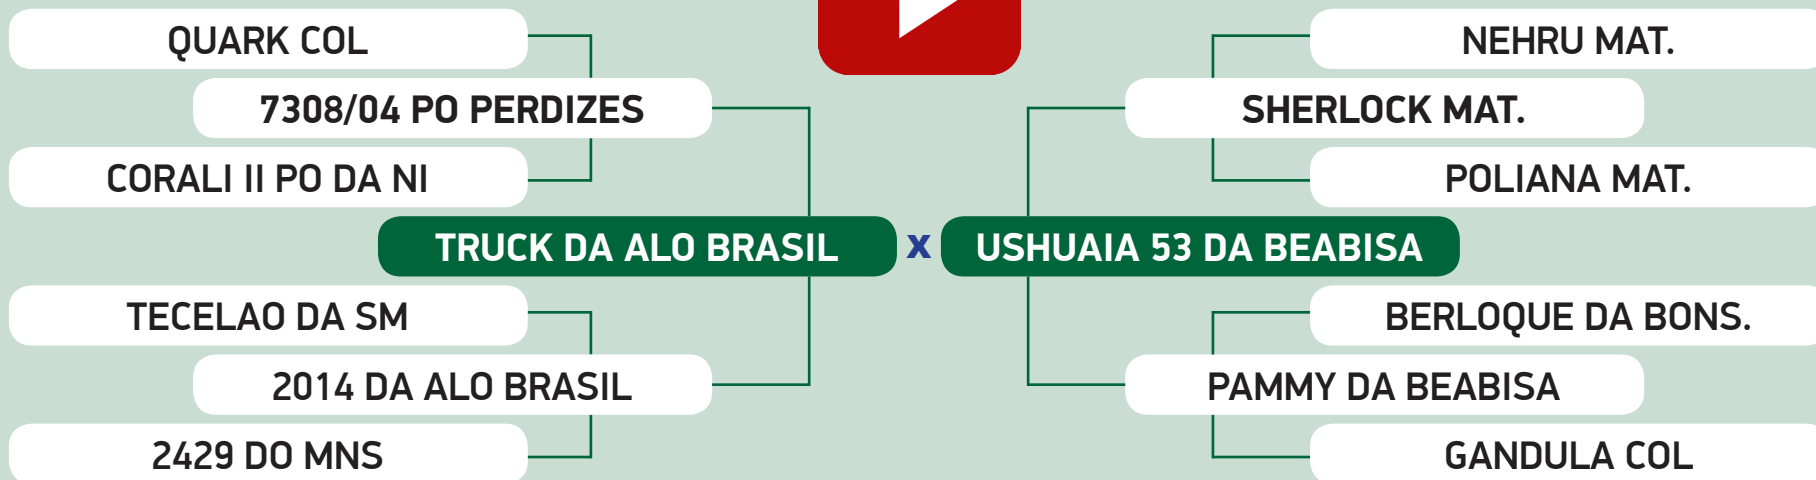 QUARK COL
NEHRU MAT.
7308/04 PO PERDIZES
SHERLOCK MAT.
CORALI II PO DA NI
POLIANA MAT.
TRUCK DA ALO BRASIL x USHUAIA 53 DA BEABISA
TECELAO DA SM
BERLOQUE DA BONS.
2014 DA ALO BRASIL
PAMMY DA BEABISA
2429 DO MNS
GANDULA COL